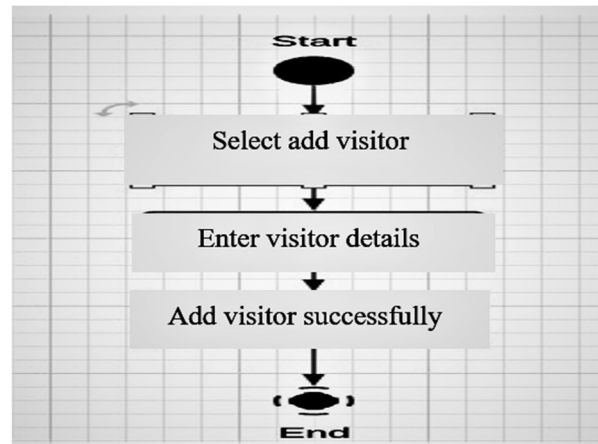 Start
Select add visitor
Enter visitor details
Add visitor successfully
End